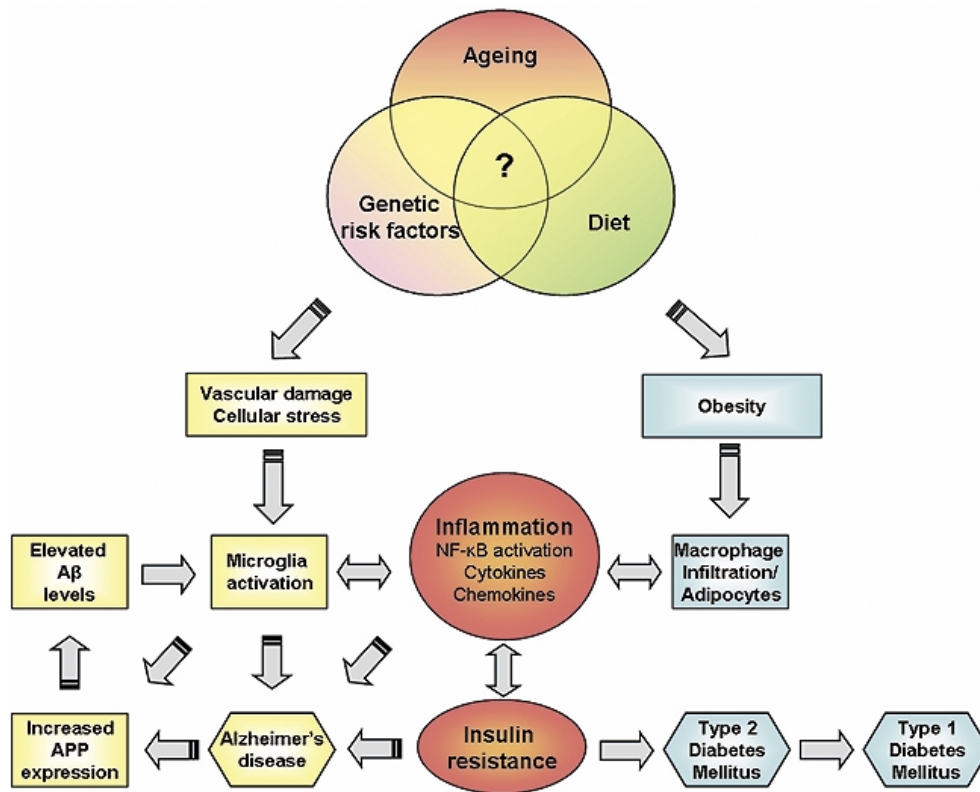 Ageing
?
Genetic
risk factors
Diet
Vascular damage
Cellular stress
Obesity
Elevated
Aβ
levels
Microglia
activation
Inflammation
NF-κB activation
Cytokines
Chemokines
Macrophage
Infiltration/
Adipocytes
Increased
APP
expression
Alzheimer's
disease
Insulin
resistance
Type 2
Diabetes
Mellitus
Type 1
Diabetes
Mellitus